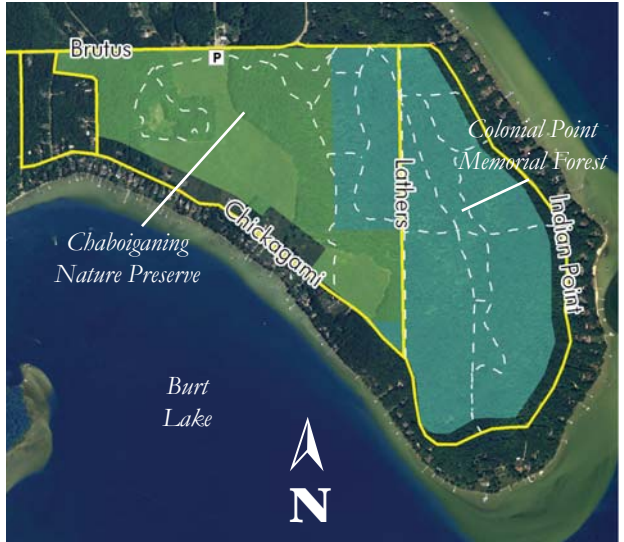 Brutus
P
Colonial Point
Memorial Forest
Lathers
Indian Point
Chickagami
Chaboiganing
Nature Preserve
Burt
Lake
N